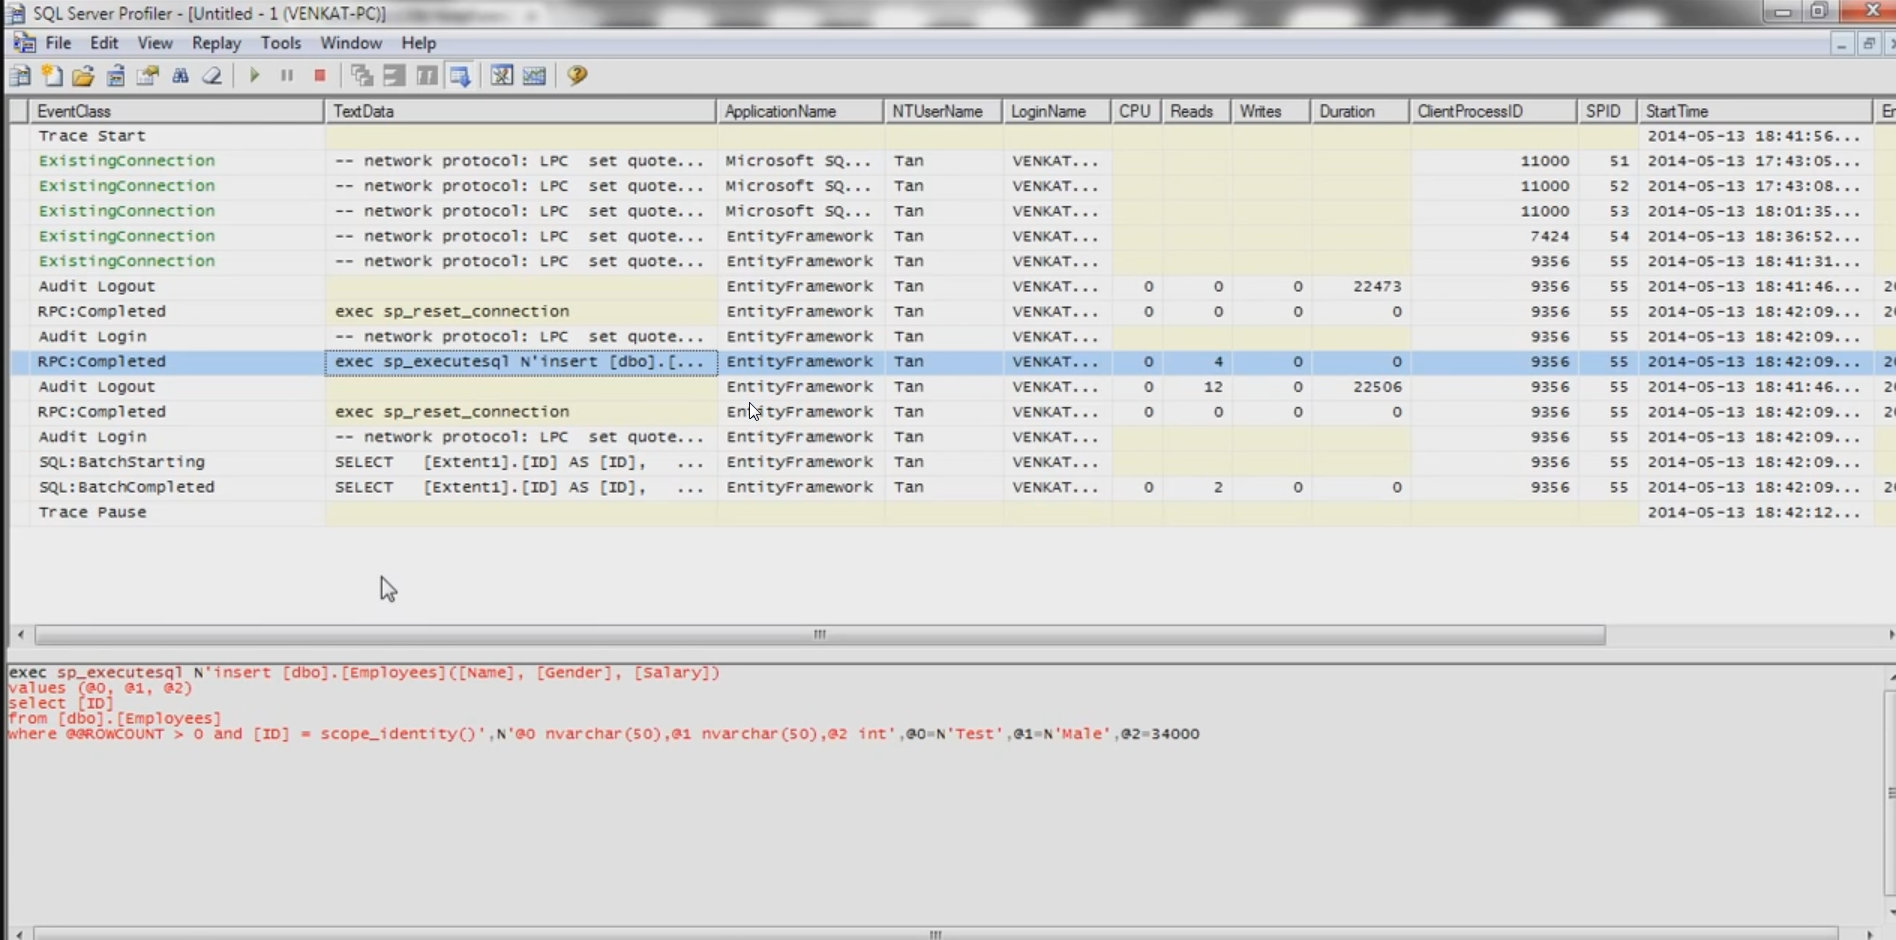 SQL Server Profiler - [Untitled - 1 (VENKAT-PC)]
File Edit View Replay Tools Window Help
EventClass TextData ApplicationName NTUserName LoginName CPU Reads Writes Duration ClientProcessID SPID StartTime En
Trace Start 2014-05-13 18:41:56...
ExistingConnection -- network protocol: LPC set quote... Microsoft SQ... Tan VENKAT... 11000 51 2014-05-13 17:43:05...
ExistingConnection -- network protocol: LPC set quote... Microsoft SQ... Tan VENKAT... 11000 52 2014-05-13 17:43:08...
ExistingConnection -- network protocol: LPC set quote... Microsoft SQ... Tan VENKAT... 11000 53 2014-05-13 18:01:35...
ExistingConnection -- network protocol: LPC set quote... EntityFramework Tan VENKAT... 7424 54 2014-05-13 18:36:52...
ExistingConnection -- network protocol: LPC set quote... EntityFramework Tan VENKAT... 9356 55 2014-05-13 18:41:31...
Audit Logout EntityFramework Tan VENKAT... 0 0 0 22473 9356 55 2014-05-13 18:41:46... 20
RPC:Completed exec sp_reset_connection EntityFramework Tan VENKAT... 0 0 0 0 9356 55 2014-05-13 18:42:09... 20
Audit Login -- network protocol: LPC set quote... EntityFramework Tan VENKAT... 9356 55 2014-05-13 18:42:09...
RPC:Completed exec sp_executesql N'insert [dbo].[... EntityFramework Tan VENKAT... 0 4 0 0 9356 55 2014-05-13 18:42:09... 20
Audit Logout EntityFramework Tan VENKAT... 0 12 0 22506 9356 55 2014-05-13 18:41:46... 20
RPC:Completed exec sp_reset_connection EntityFramework Tan VENKAT... 0 0 0 0 9356 55 2014-05-13 18:42:09... 20
Audit Login -- network protocol: LPC set quote... EntityFramework Tan VENKAT... 9356 55 2014-05-13 18:42:09...
SQL:BatchStarting SELECT [Extent1].[ID] AS [ID], ... EntityFramework Tan VENKAT... 9356 55 2014-05-13 18:42:09...
SQL:BatchCompleted SELECT [Extent1].[ID] AS [ID], ... EntityFramework Tan VENKAT... 0 2 0 0 9356 55 2014-05-13 18:42:09... 20
Trace Pause 2014-05-13 18:42:12...
exec sp_executesql N'insert [dbo].[Employees]([Name], [Gender], [Salary])
values (@0, @1, @2)
select [ID]
from [dbo].[Employees]
where @@ROWCOUNT > 0 and [ID] = scope_identity()',N'@0 nvarchar(50),@1 nvarchar(50),@2 int',@0=N'Test',@1=N'Male',@2=34000